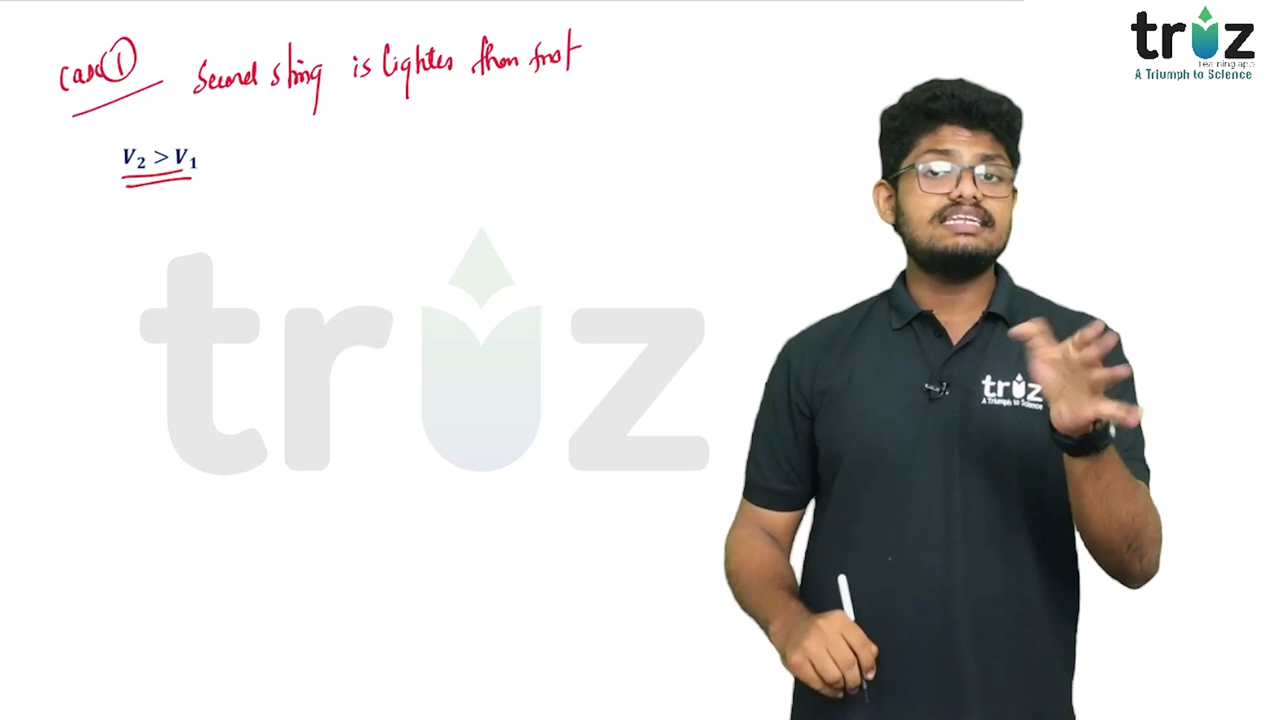 case ① Second string is lighter than first
V₂ > V₁
truz
Learning app
A Triumph to Science
truz
truz
A Triumph to Science